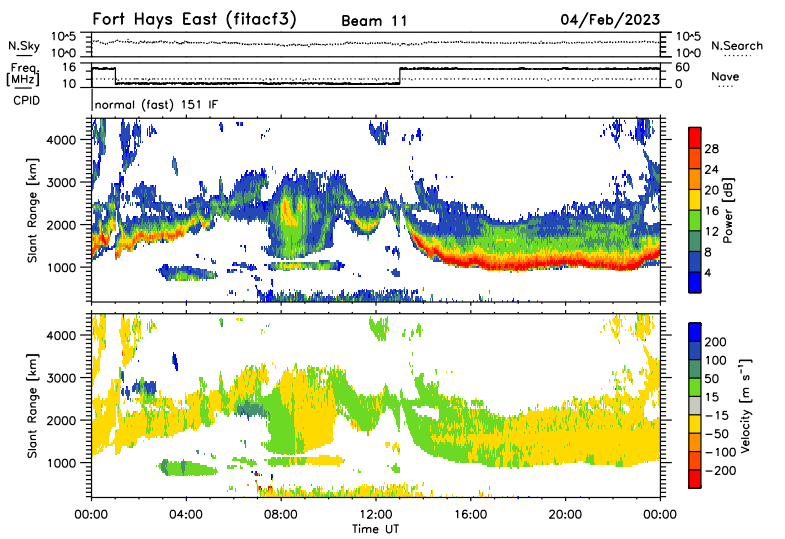 Fort Hays East (fitacf3) Beam 11 04/Feb/2023
N.Sky 10^5 10^0 10^5 10^0 N.Search
Freq. [MHz] 16 10 60 0 Nave
CPID normal (fast) 151 IF
Slant Range [km] 4000 3000 2000 1000
Power [dB] 28 24 20 16 12 8 4
Slant Range [km] 4000 3000 2000 1000
Velocity [m s⁻¹] 200 100 50 15 −15 −50 −100 −200
00:00 04:00 08:00 12:00 16:00 20:00 00:00
Time UT